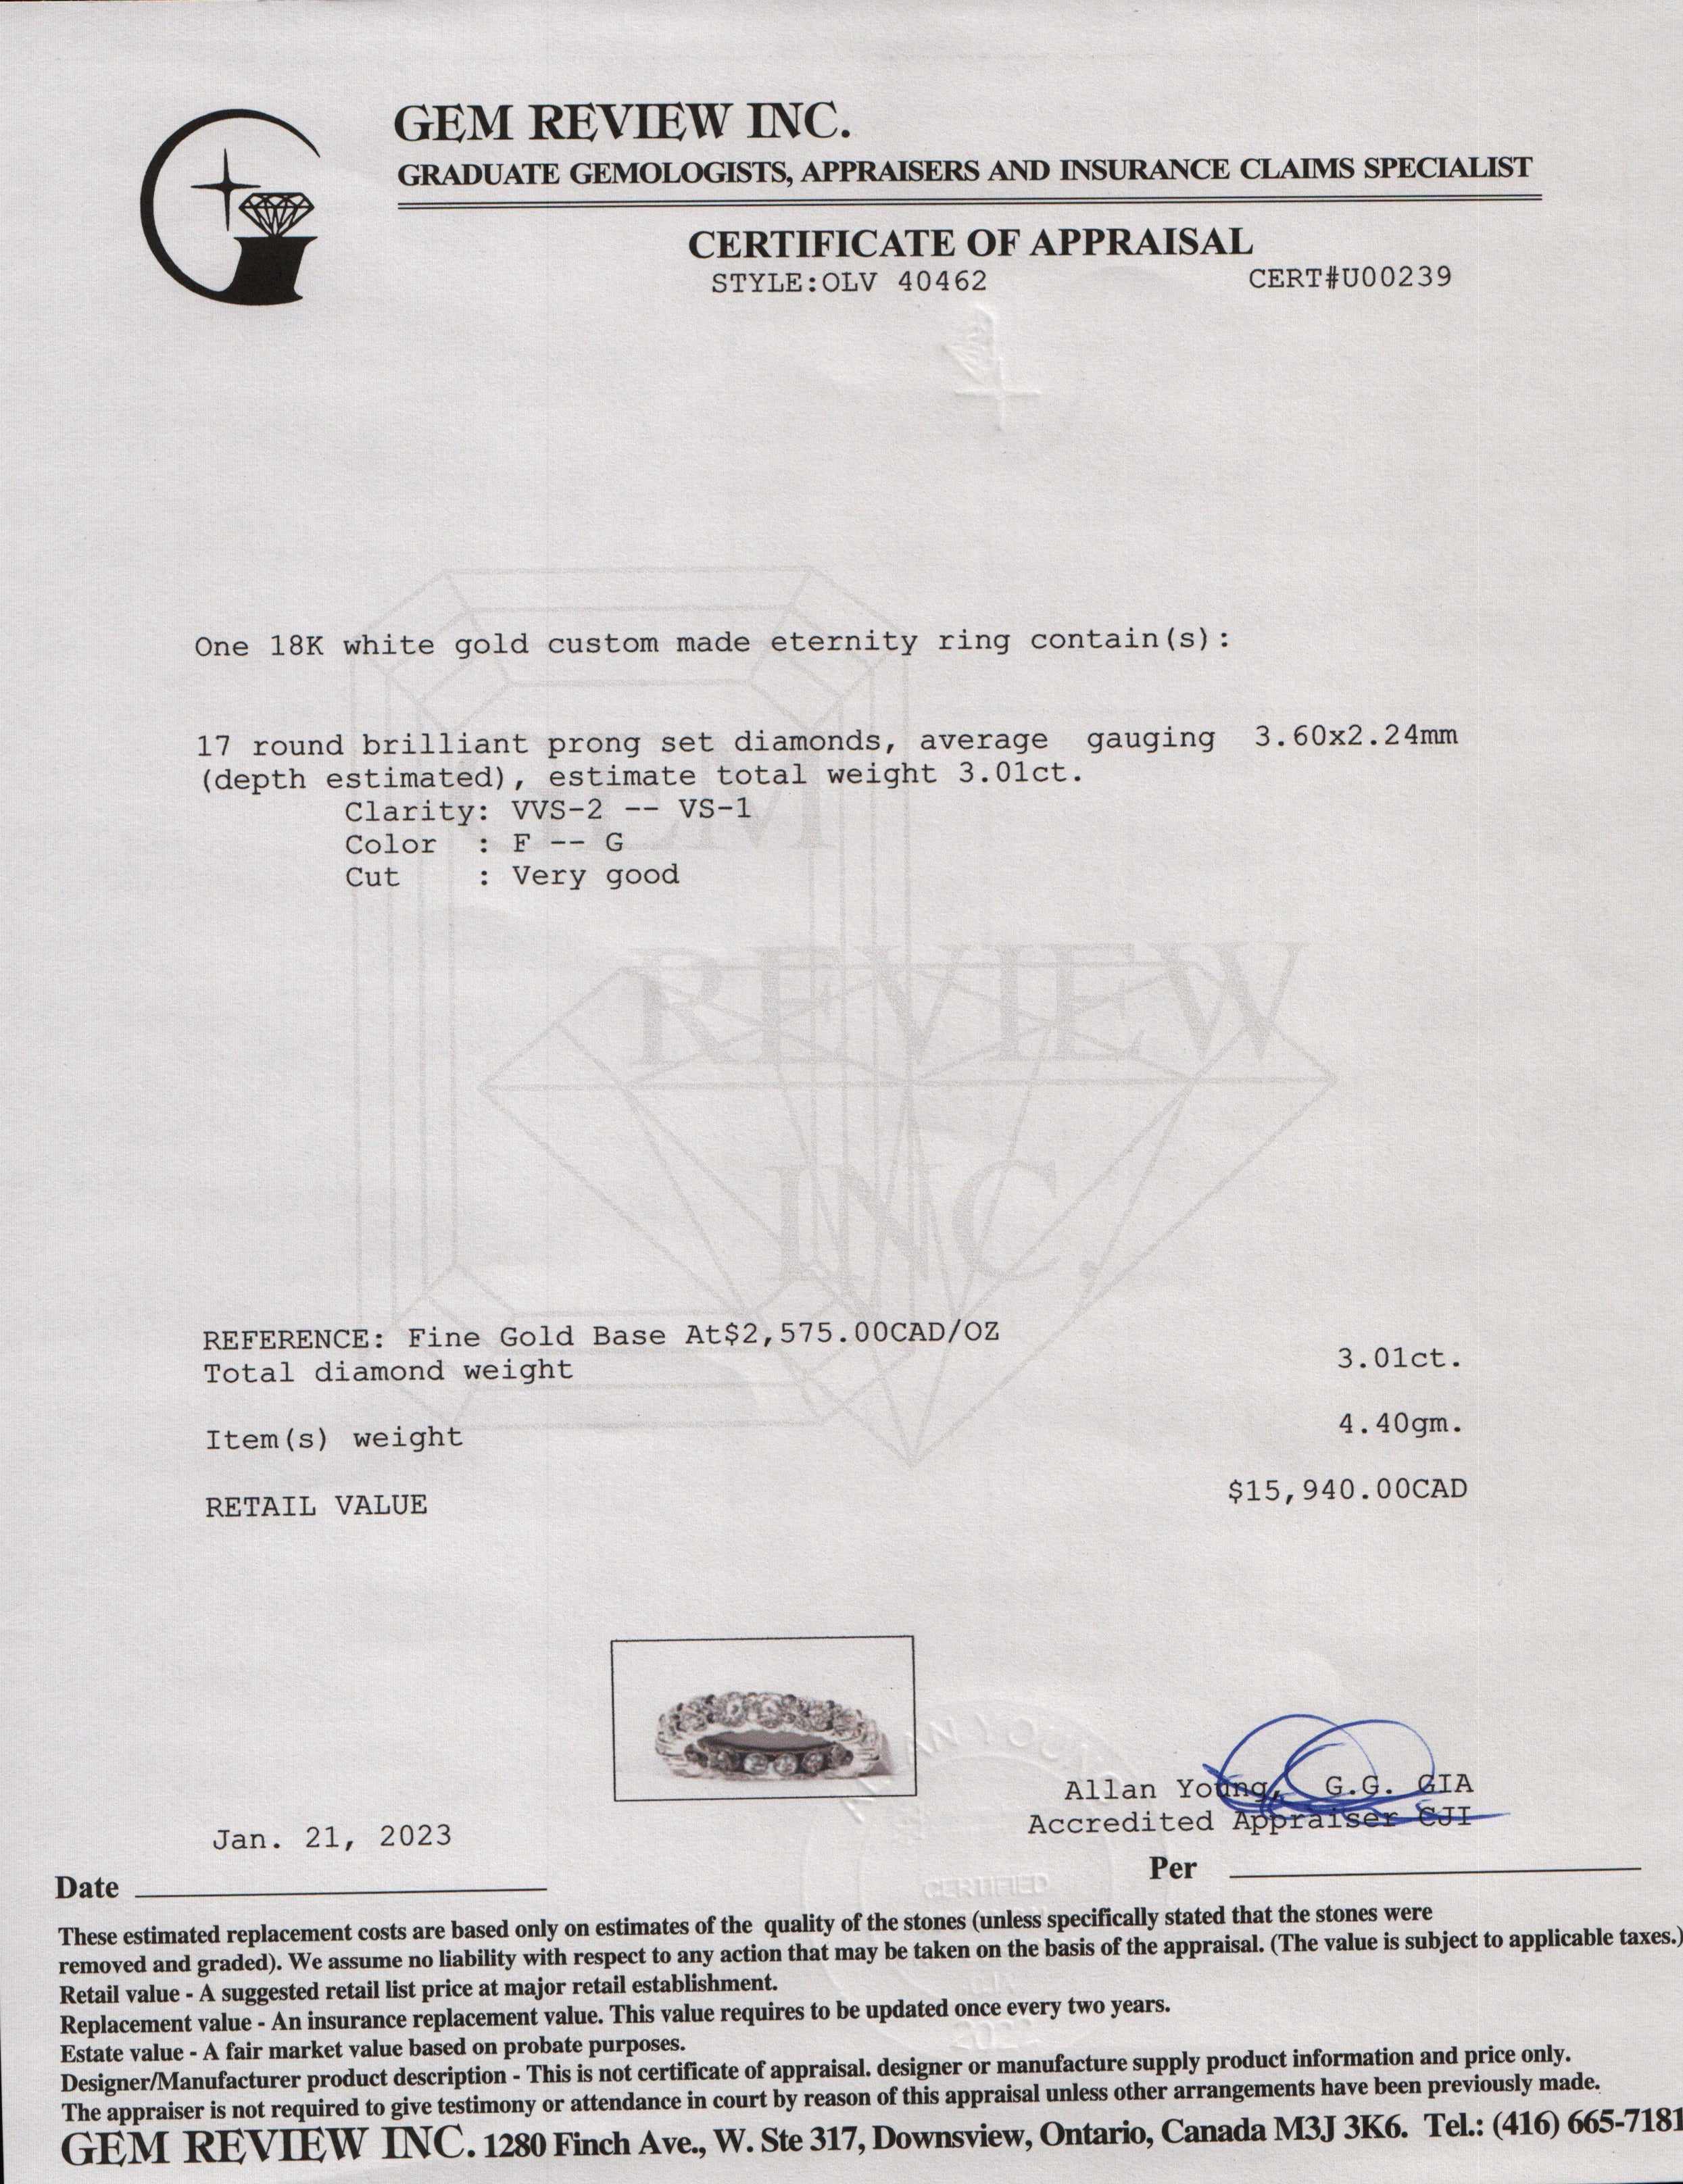 GEM REVIEW INC.
GRADUATE GEMOLOGISTS, APPRAISERS AND INSURANCE CLAIMS SPECIALIST
CERTIFICATE OF APPRAISAL
STYLE:OLV 40462 CERT#U00239
One 18K white gold custom made eternity ring contain(s):
17 round brilliant prong set diamonds, average gauging 3.60x2.24mm
(depth estimated), estimate total weight 3.01ct.
Clarity: VVS-2 -- VS-1
Color : F -- G
Cut : Very good
GEM
REVIEW
INC.
REFERENCE: Fine Gold Base At$2,575.00CAD/OZ
Total diamond weight 3.01ct.
Item(s) weight 4.40gm.
RETAIL VALUE $15,940.00CAD
ALLAN YOUNG
CERTIFIED
Allan Young, G.G. GIA
Accredited Appraiser CJI
Jan. 21, 2023
Date
Per
These estimated replacement costs are based only on estimates of the quality of the stones (unless specifically stated that the stones were
removed and graded). We assume no liability with respect to any action that may be taken on the basis of the appraisal. (The value is subject to applicable taxes.)
Retail value - A suggested retail list price at major retail establishment.
Replacement value - An insurance replacement value. This value requires to be updated once every two years.
Estate value - A fair market value based on probate purposes.
Designer/Manufacturer product description - This is not certificate of appraisal. designer or manufacture supply product information and price only.
The appraiser is not required to give testimony or attendance in court by reason of this appraisal unless other arrangements have been previously made.
GEM REVIEW INC. 1280 Finch Ave., W. Ste 317, Downsview, Ontario, Canada M3J 3K6. Tel.: (416) 665-7181